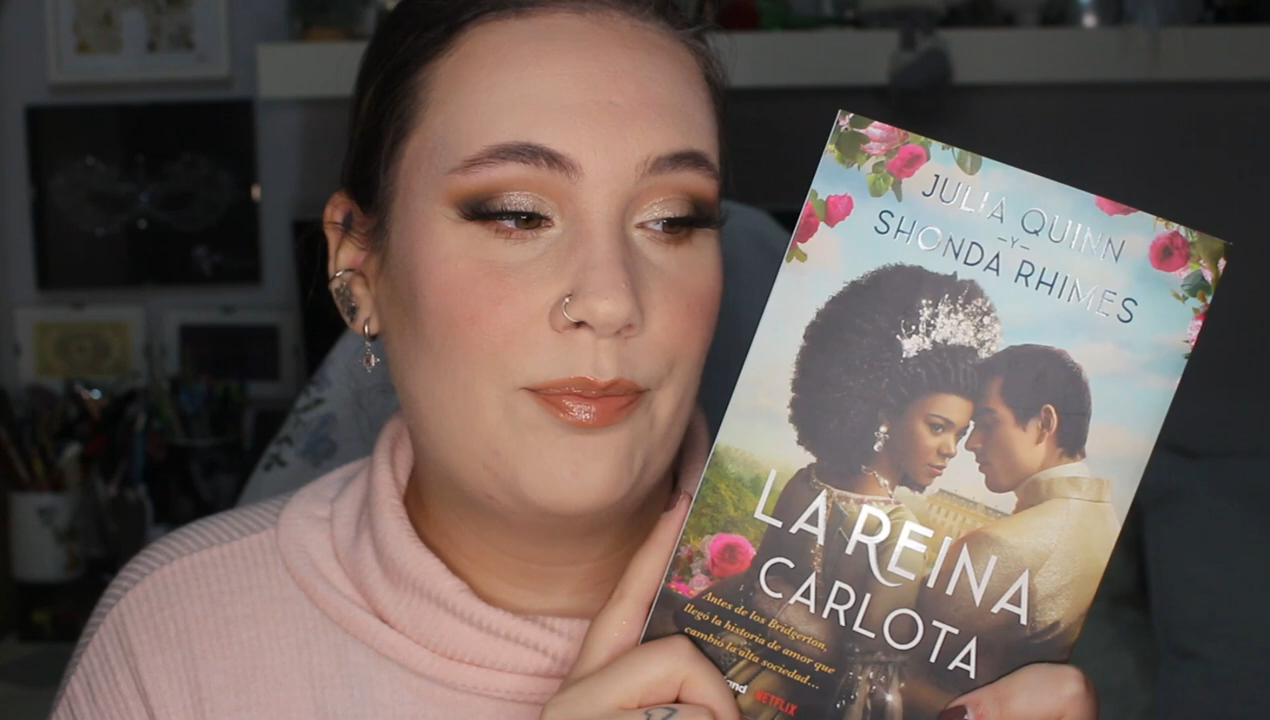 JULIA QUINN
-Y-
SHONDA RHIMES
LA REINA
CARLOTA
Antes de los Bridgerton,
llegó la historia de amor que
cambió la alta sociedad...
NETFLIX